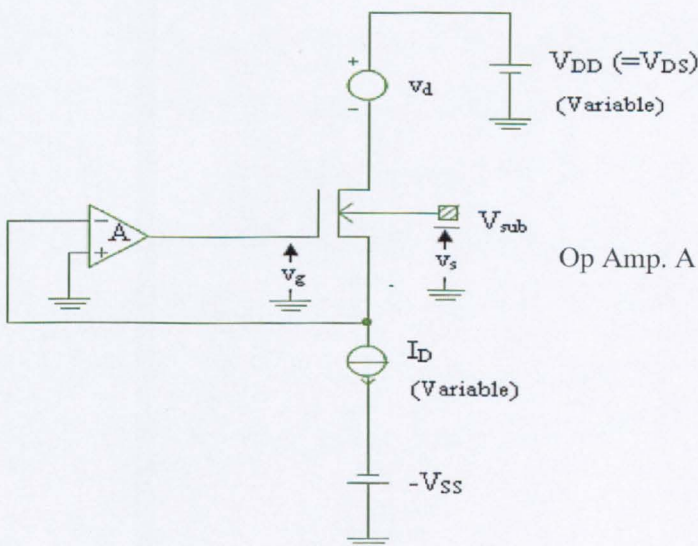 +
v_d
-
V_DD (=V_DS)
(Variable)
-
A
+
V_sub
v_g
v_s
Op Amp. A
I_D
(Variable)
-V_SS